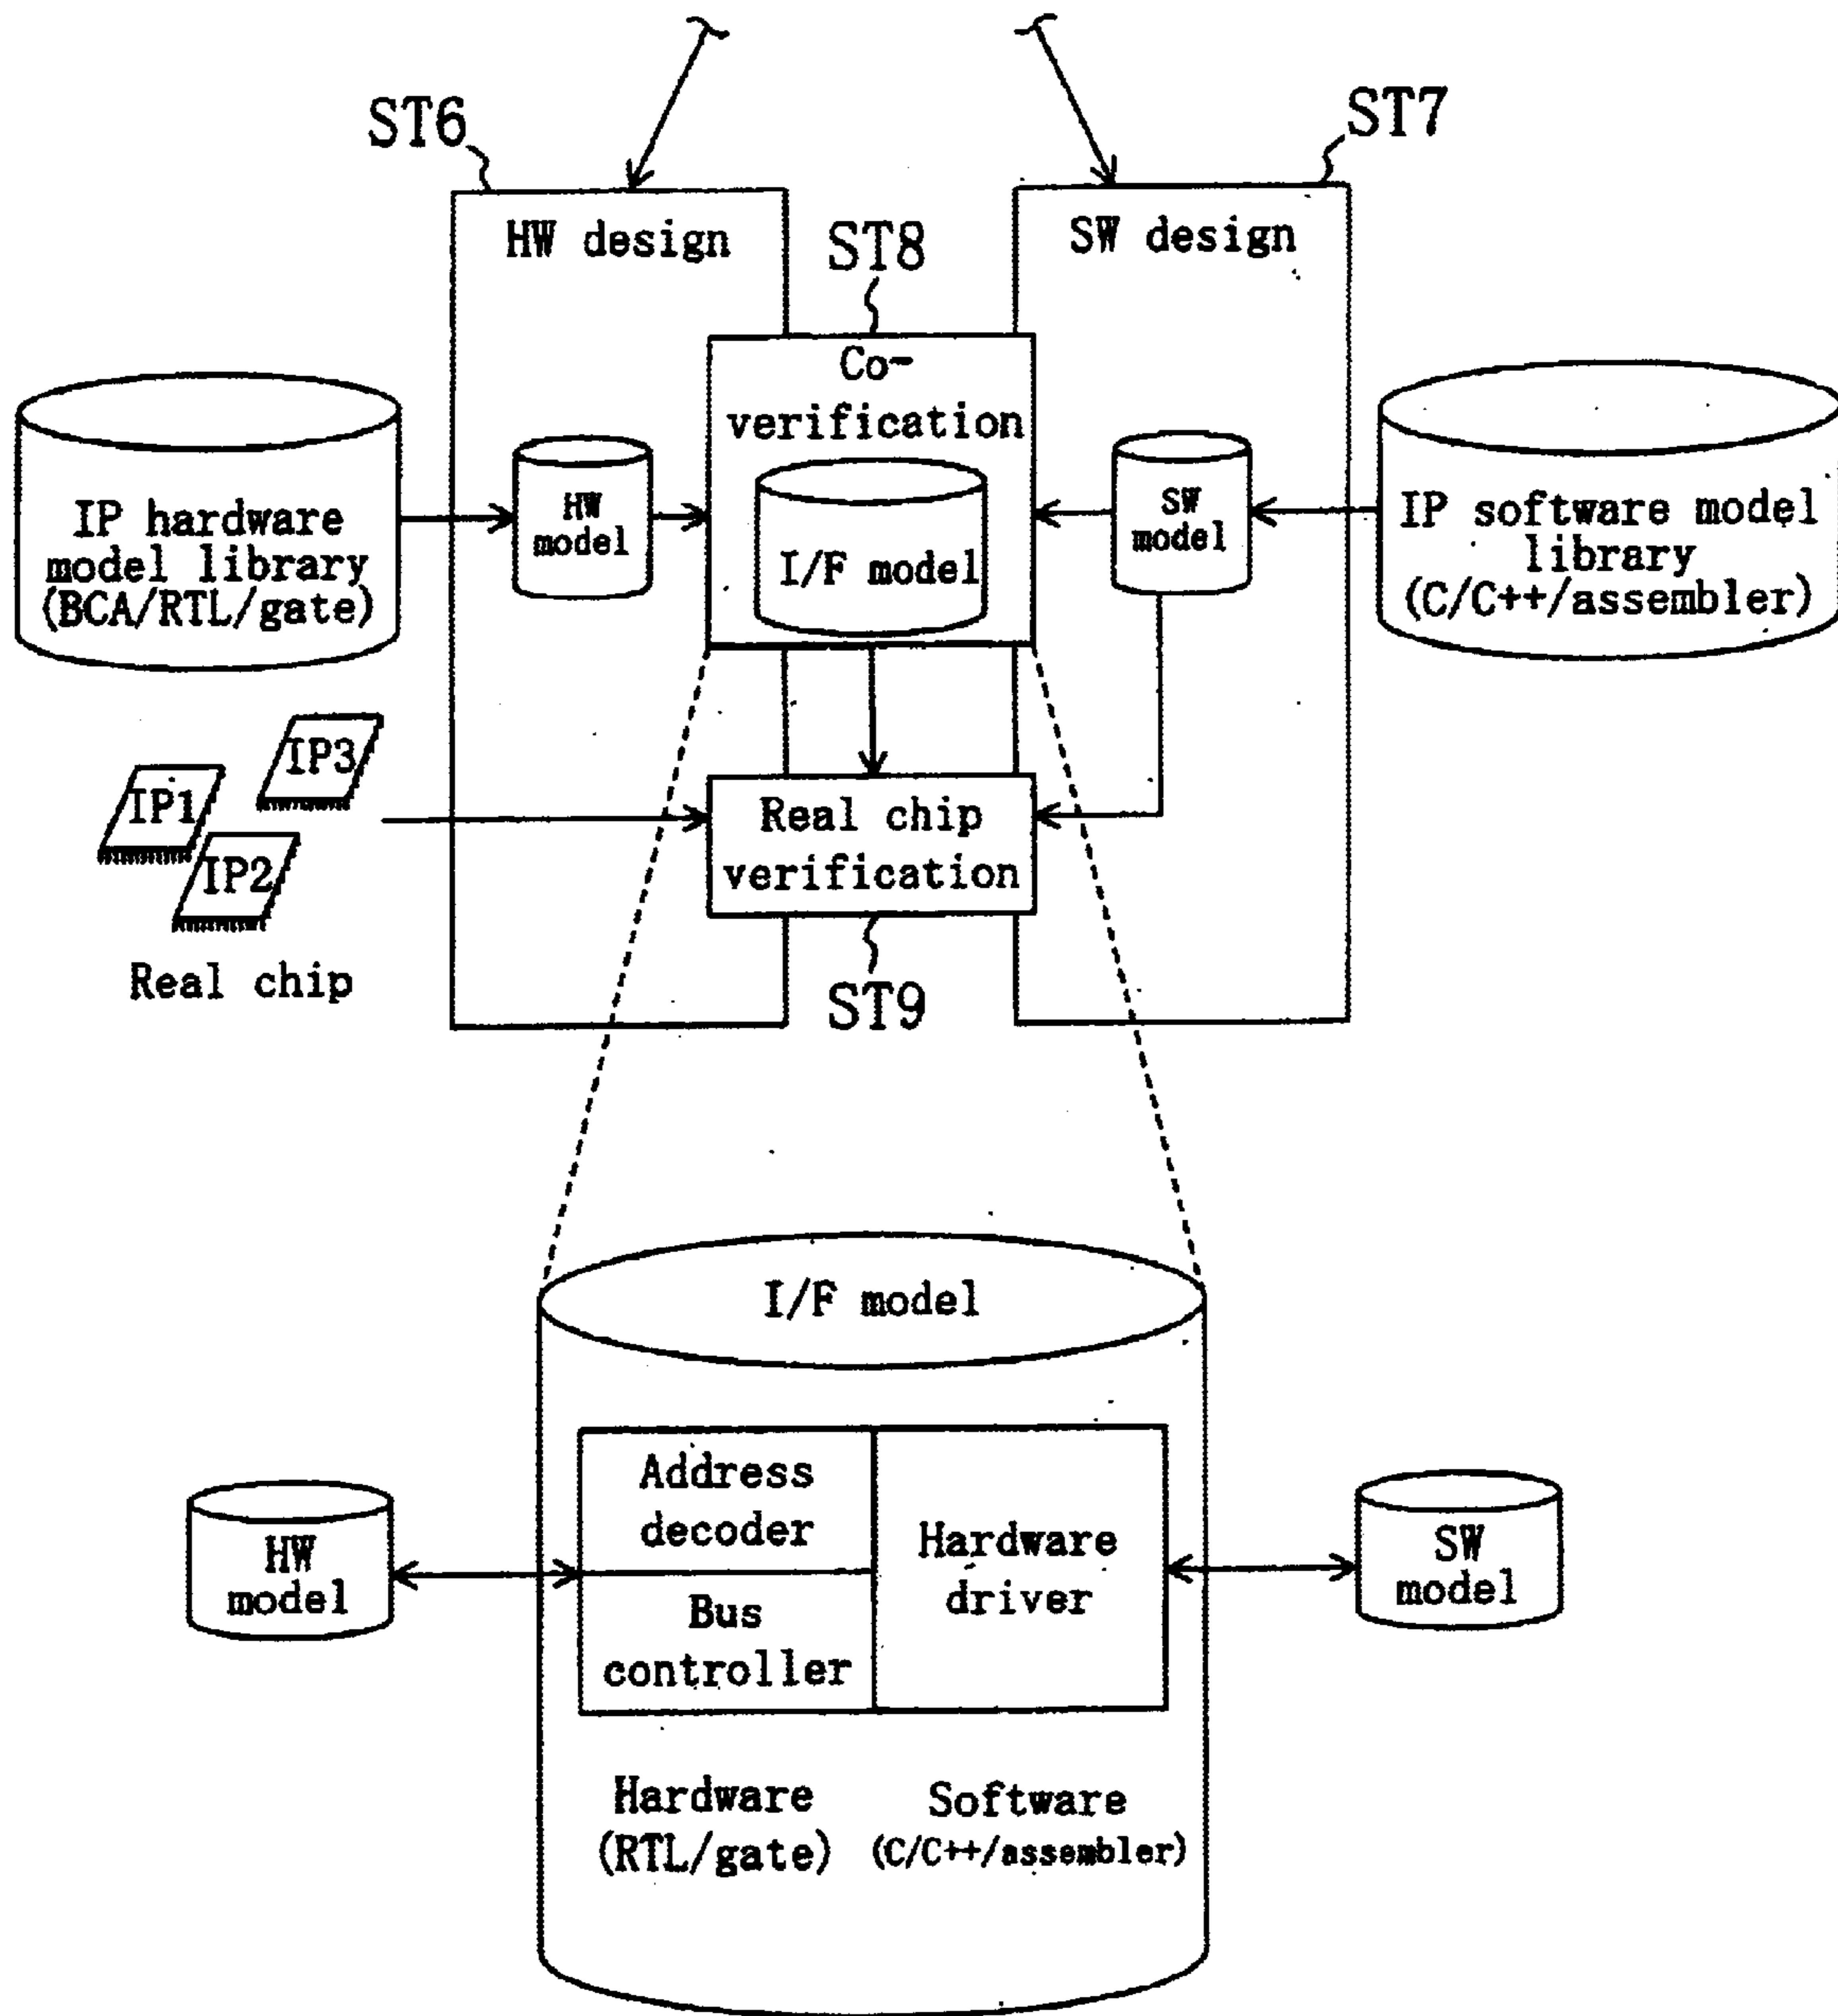 ST6
ST7
HW design
SW design
ST8
Co-
verification
I/F model
IP hardware
model library
(BCA/RTL/gate)
HW
model
SW
model
IP software model
library
(C/C++/assembler)
IP3
IP1
IP2
Real chip
Real chip
verification
ST9
I/F model
Address
decoder
Bus
controller
Hardware
driver
HW
model
SW
model
Hardware
(RTL/gate)
Software
(C/C++/assembler)